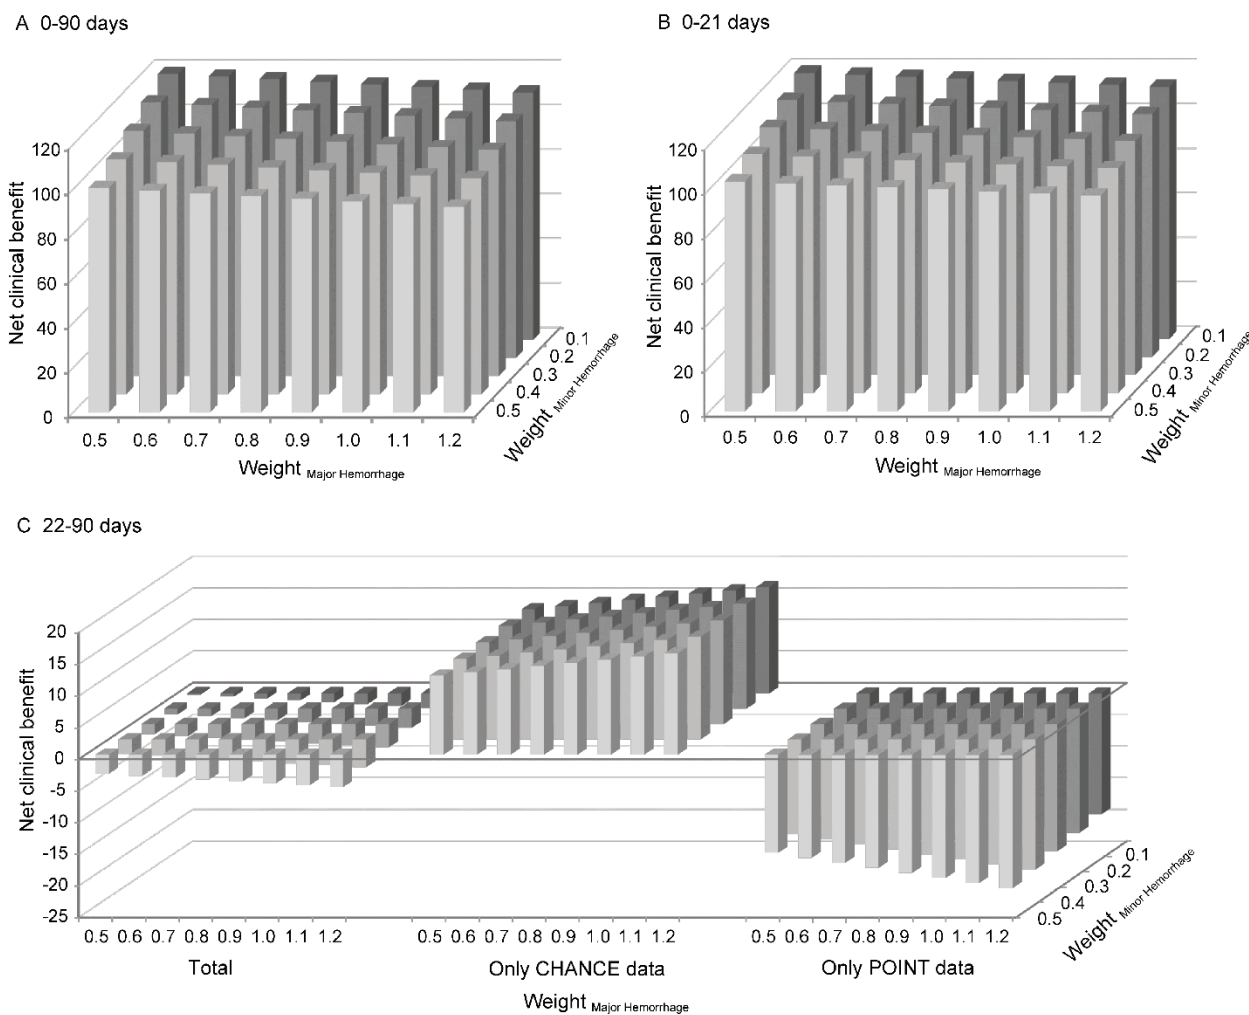 A 0-90 days
B 0-21 days
Net clinical benefit
120
100
80
60
40
20
0
0.5 0.6 0.7 0.8 0.9 1.0 1.1 1.2
Weight Major Hemorrhage
0.5
0.4
0.3
0.2
0.1
Weight Minor Hemorrhage
Net clinical benefit
120
100
80
60
40
20
0
0.5 0.6 0.7 0.8 0.9 1.0 1.1 1.2
Weight Major Hemorrhage
0.5
0.4
0.3
0.2
0.1
Weight Minor Hemorrhage
C 22-90 days
Net clinical benefit
20
15
10
5
0
-5
-10
-15
-20
-25
0.5 0.6 0.7 0.8 0.9 1.0 1.1 1.2
0.5 0.6 0.7 0.8 0.9 1.0 1.1 1.2
0.5 0.6 0.7 0.8 0.9 1.0 1.1 1.2
Total
Only CHANCE data
Only POINT data
Weight Major Hemorrhage
0.5
0.4
0.3
0.2
0.1
Weight Minor Hemorrhage